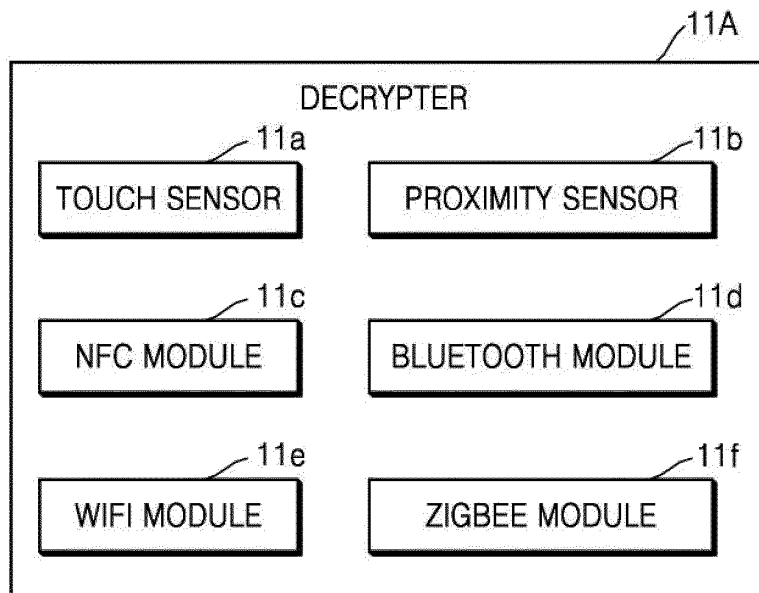 11A
DECRYPTER
11a 11b
TOUCH SENSOR PROXIMITY SENSOR
11c 11d
NFC MODULE BLUETOOTH MODULE
11e 11f
WIFI MODULE ZIGBEE MODULE